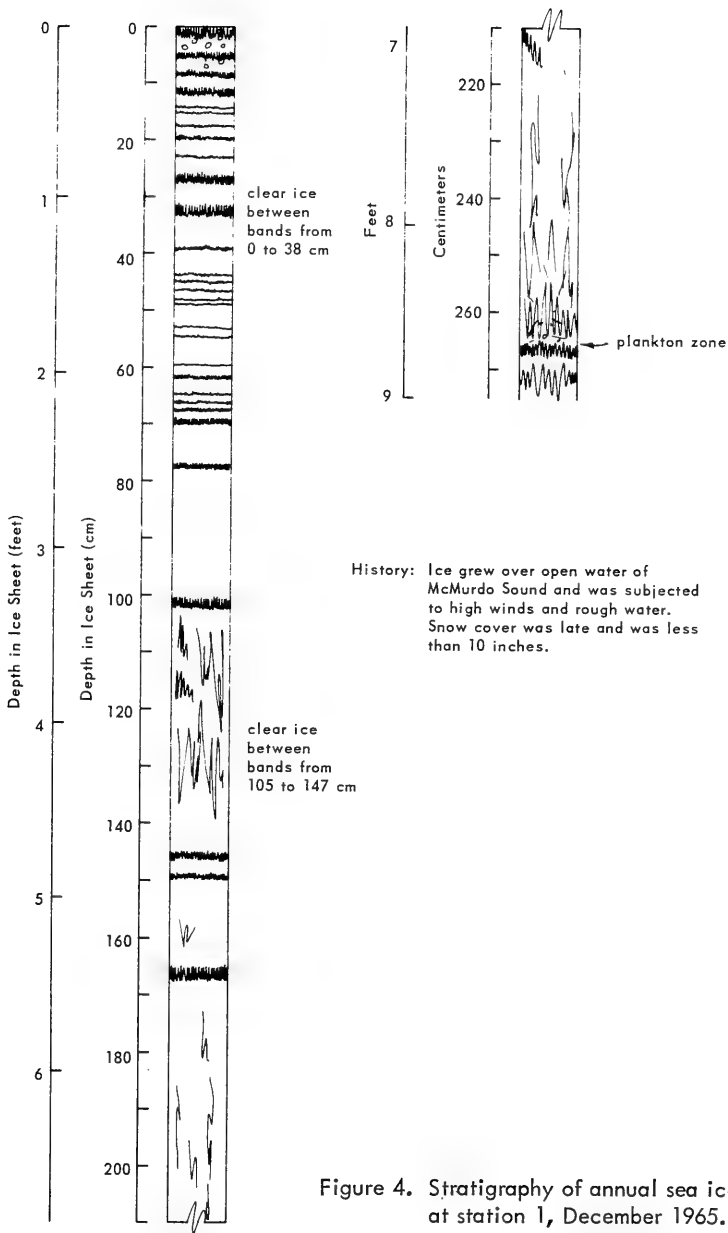 Depth in Ice Sheet (feet)
0
1
2
3
4
5
6
Depth in Ice Sheet (cm)
0
20
40
60
80
100
120
140
160
180
200
clear ice
between
bands from
0 to 38 cm
clear ice
between
bands from
105 to 147 cm
Feet
7
8
9
Centimeters
220
240
260
plankton zone
History: Ice grew over open water of
McMurdo Sound and was subjected
to high winds and rough water.
Snow cover was late and was less
than 10 inches.
Figure 4. Stratigraphy of annual sea ic
at station 1, December 1965.